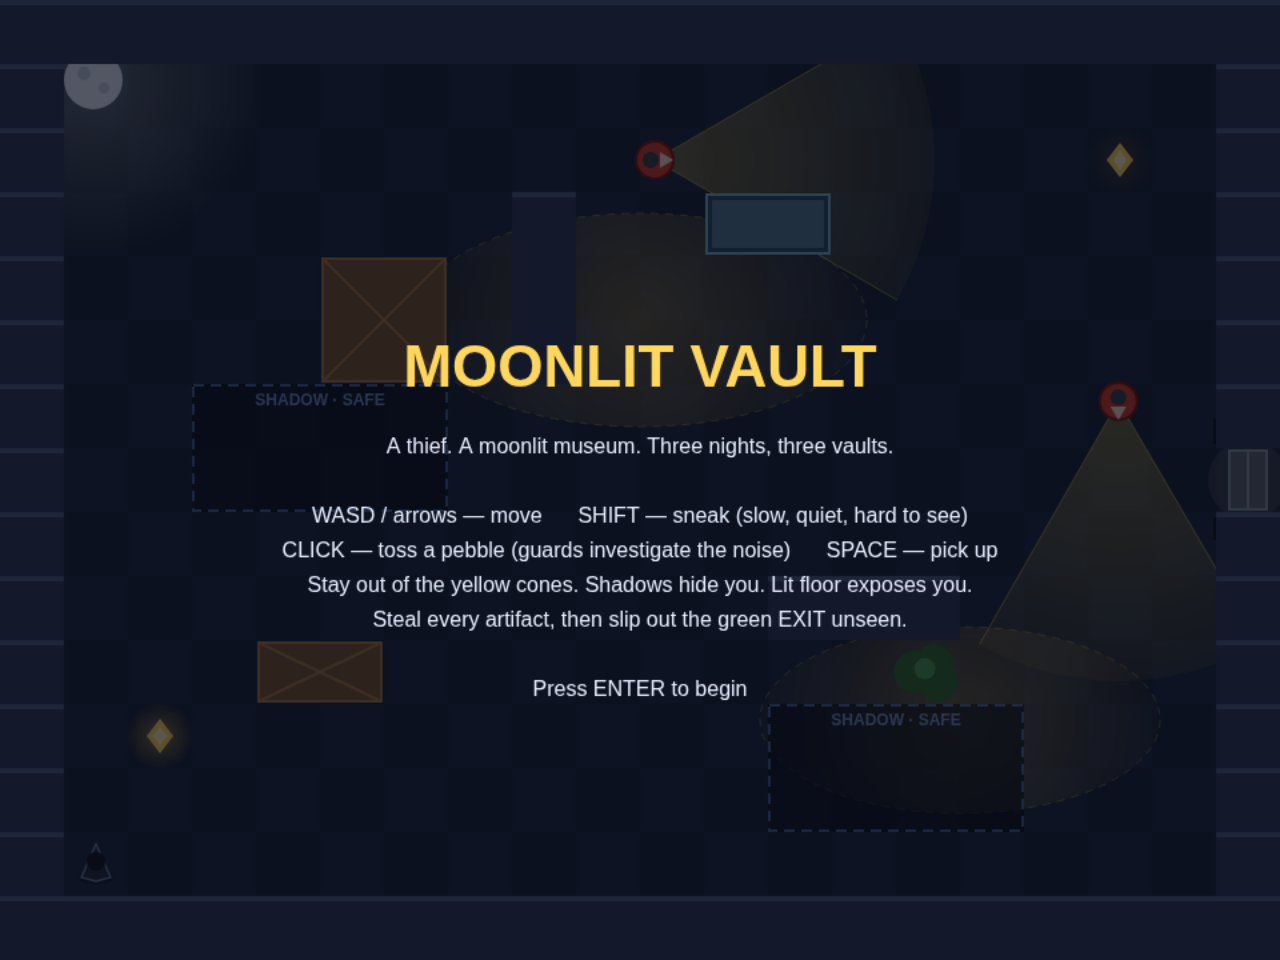 MOONLIT VAULT
SHADOW · SAFE
A thief. A moonlit museum. Three nights, three vaults.
WASD / arrows — move SHIFT — sneak (slow, quiet, hard to see)
CLICK — toss a pebble (guards investigate the noise) SPACE — pick up
Stay out of the yellow cones. Shadows hide you. Lit floor exposes you.
Steal every artifact, then slip out the green EXIT unseen.
Press ENTER to begin
SHADOW · SAFE